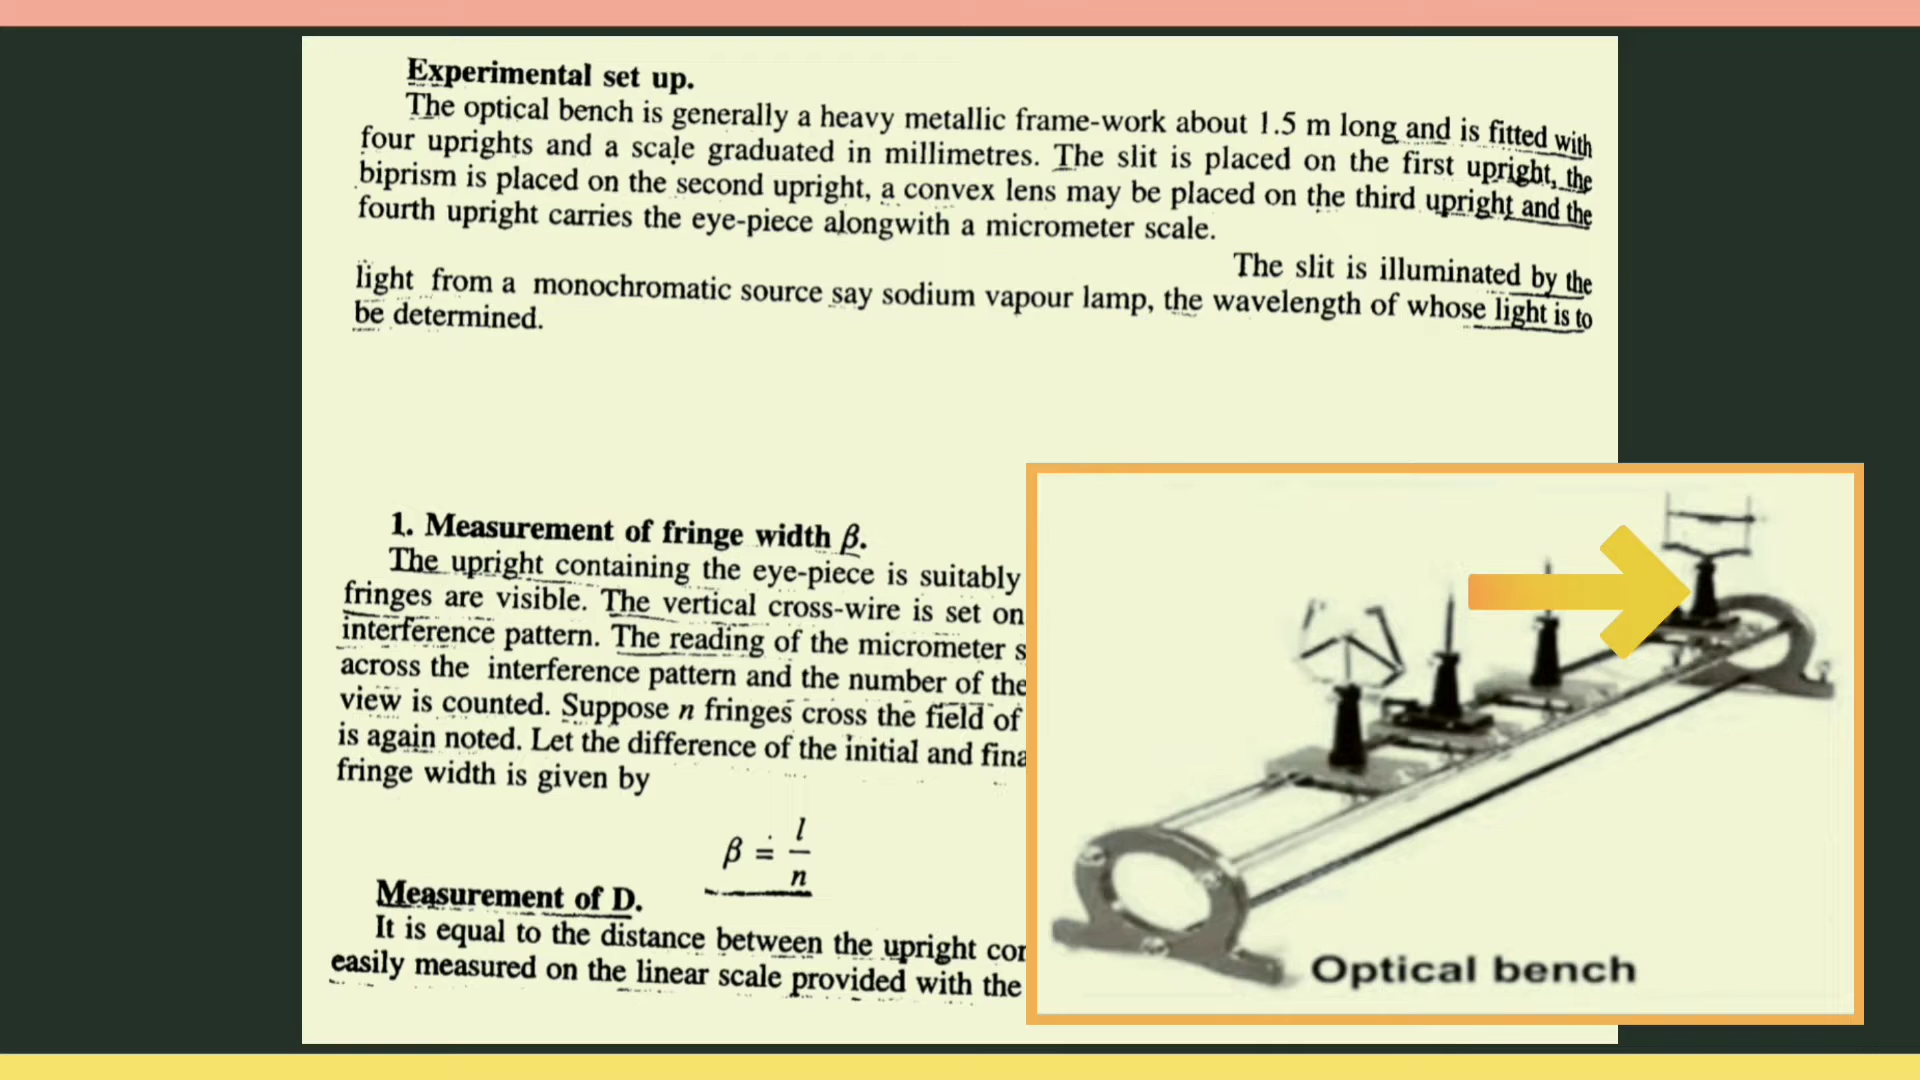 Experimental set up.
The optical bench is generally a heavy metallic frame-work about 1.5 m long and is fitted with
four uprights and a scale graduated in millimetres. The slit is placed on the first upright, the
biprism is placed on the second upright, a convex lens may be placed on the third upright and the
fourth upright carries the eye-piece alongwith a micrometer scale.
The slit is illuminated by the
light from a monochromatic source say sodium vapour lamp, the wavelength of whose light is to
be determined.
1. Measurement of fringe width β.
The upright containing the eye-piece is suitably
fringes are visible. The vertical cross-wire is set on
interference pattern. The reading of the micrometer s
across the interference pattern and the number of the
view is counted. Suppose n fringes cross the field of
is again noted. Let the difference of the initial and fina
fringe width is given by
β = l/n
Measurement of D.
It is equal to the distance between the upright cor
easily measured on the linear scale provided with the
Optical bench